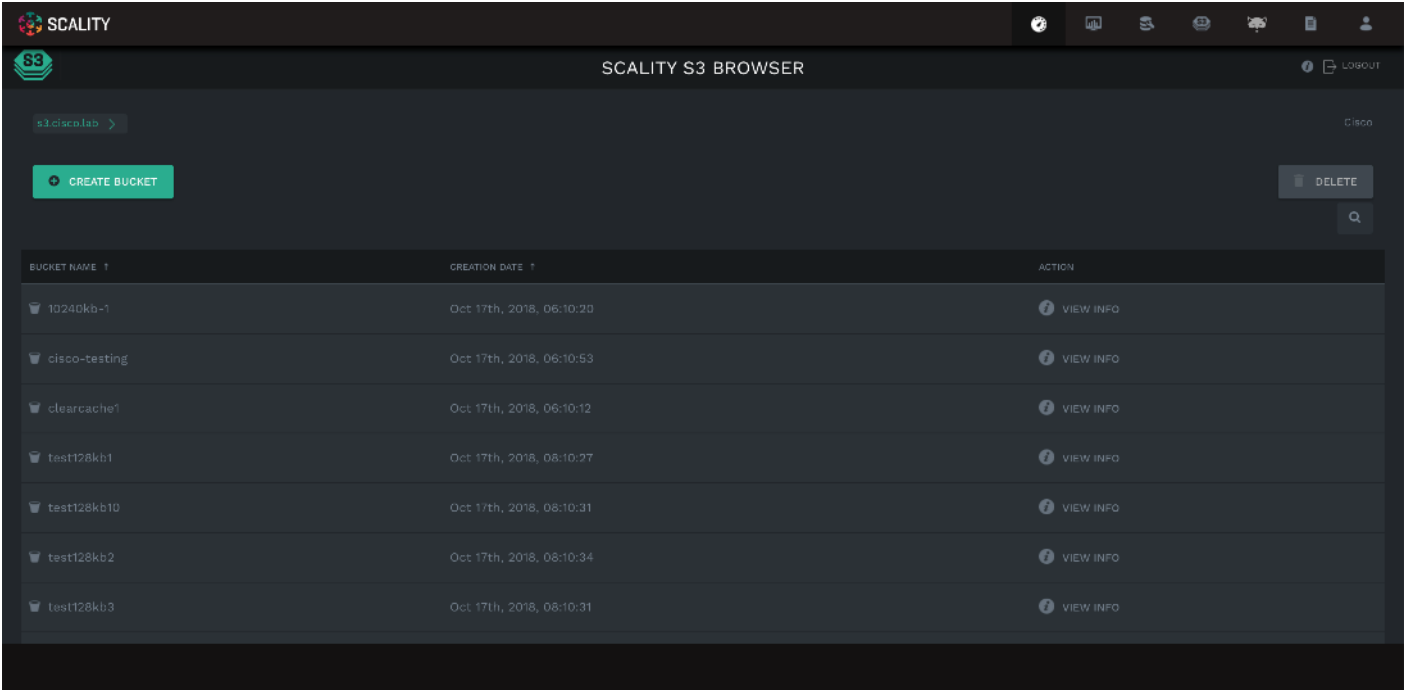 SCALITY
S3
SCALITY S3 BROWSER
LOGOUT
s3.cisco.lab
Cisco
CREATE BUCKET
DELETE
BUCKET NAME ↑ CREATION DATE ↑ ACTION
10240kb-1 Oct 17th, 2018, 06:10:20 VIEW INFO
cisco-testing Oct 17th, 2018, 06:10:53 VIEW INFO
clearcache1 Oct 17th, 2018, 06:10:12 VIEW INFO
test128kb1 Oct 17th, 2018, 08:10:27 VIEW INFO
test128kb10 Oct 17th, 2018, 08:10:31 VIEW INFO
test128kb2 Oct 17th, 2018, 08:10:34 VIEW INFO
test128kb3 Oct 17th, 2018, 08:10:31 VIEW INFO